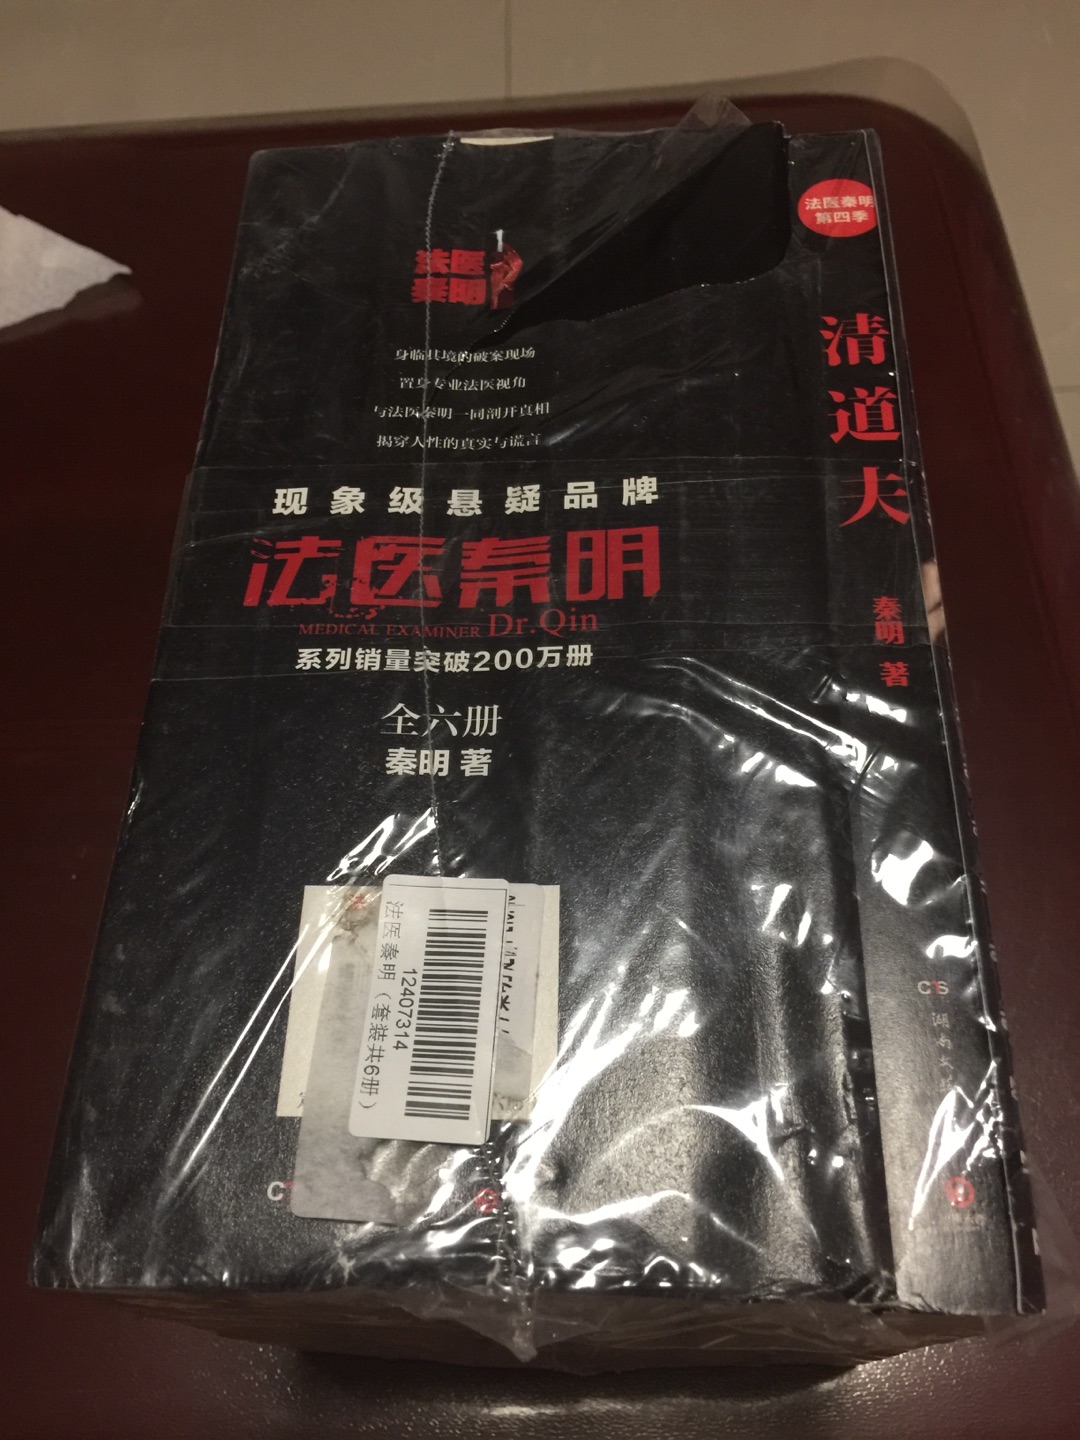 法医
秦明
身临其境的破案现场
置身专业法医视角
与法医秦明一同剖开真相
揭穿人性的真实与谎言
现象级悬疑品牌
法医秦明
MEDICAL EXAMINER Dr.Qin
系列销量突破200万册
全六册
秦明 著
12407314
法医秦明（套装共6册）
法医秦明
第四季
清道夫
秦明 著
CS
湖南